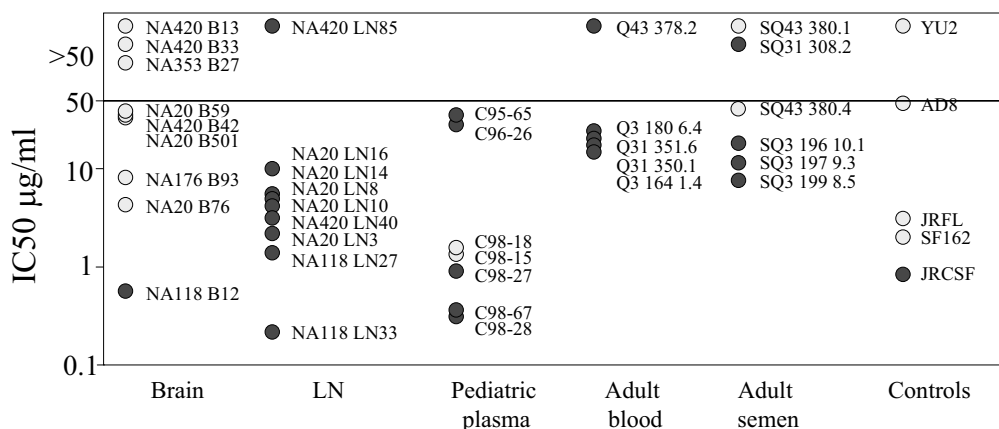 IC50 µg/ml
>50
50
10
1
0.1
NA420 B13
NA420 B33
NA353 B27
NA20 B59
NA420 B42
NA20 B501
NA176 B93
NA20 B76
NA118 B12
NA420 LN85
NA20 LN16
NA20 LN14
NA20 LN8
NA20 LN10
NA420 LN40
NA20 LN3
NA118 LN27
NA118 LN33
C95-65
C96-26
C98-18
C98-15
C98-27
C98-67
C98-28
Q43 378.2
Q3 180 6.4
Q31 351.6
Q31 350.1
Q3 164 1.4
SQ43 380.1
SQ31 308.2
SQ43 380.4
SQ3 196 10.1
SQ3 197 9.3
SQ3 199 8.5
YU2
AD8
JRFL
SF162
JRCSF
Brain
LN
Pediatric
plasma
Adult
blood
Adult
semen
Controls